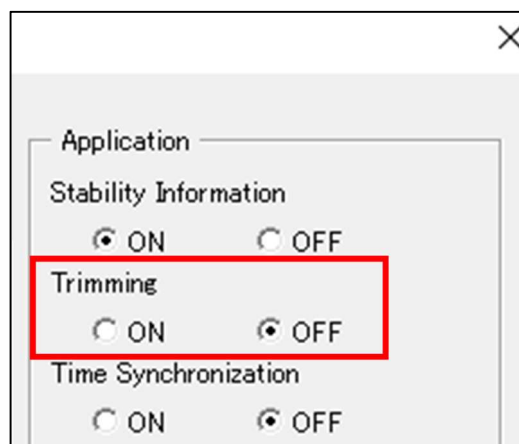 Application
Stability Information
ON OFF
Trimming
ON OFF
Time Synchronization
ON OFF